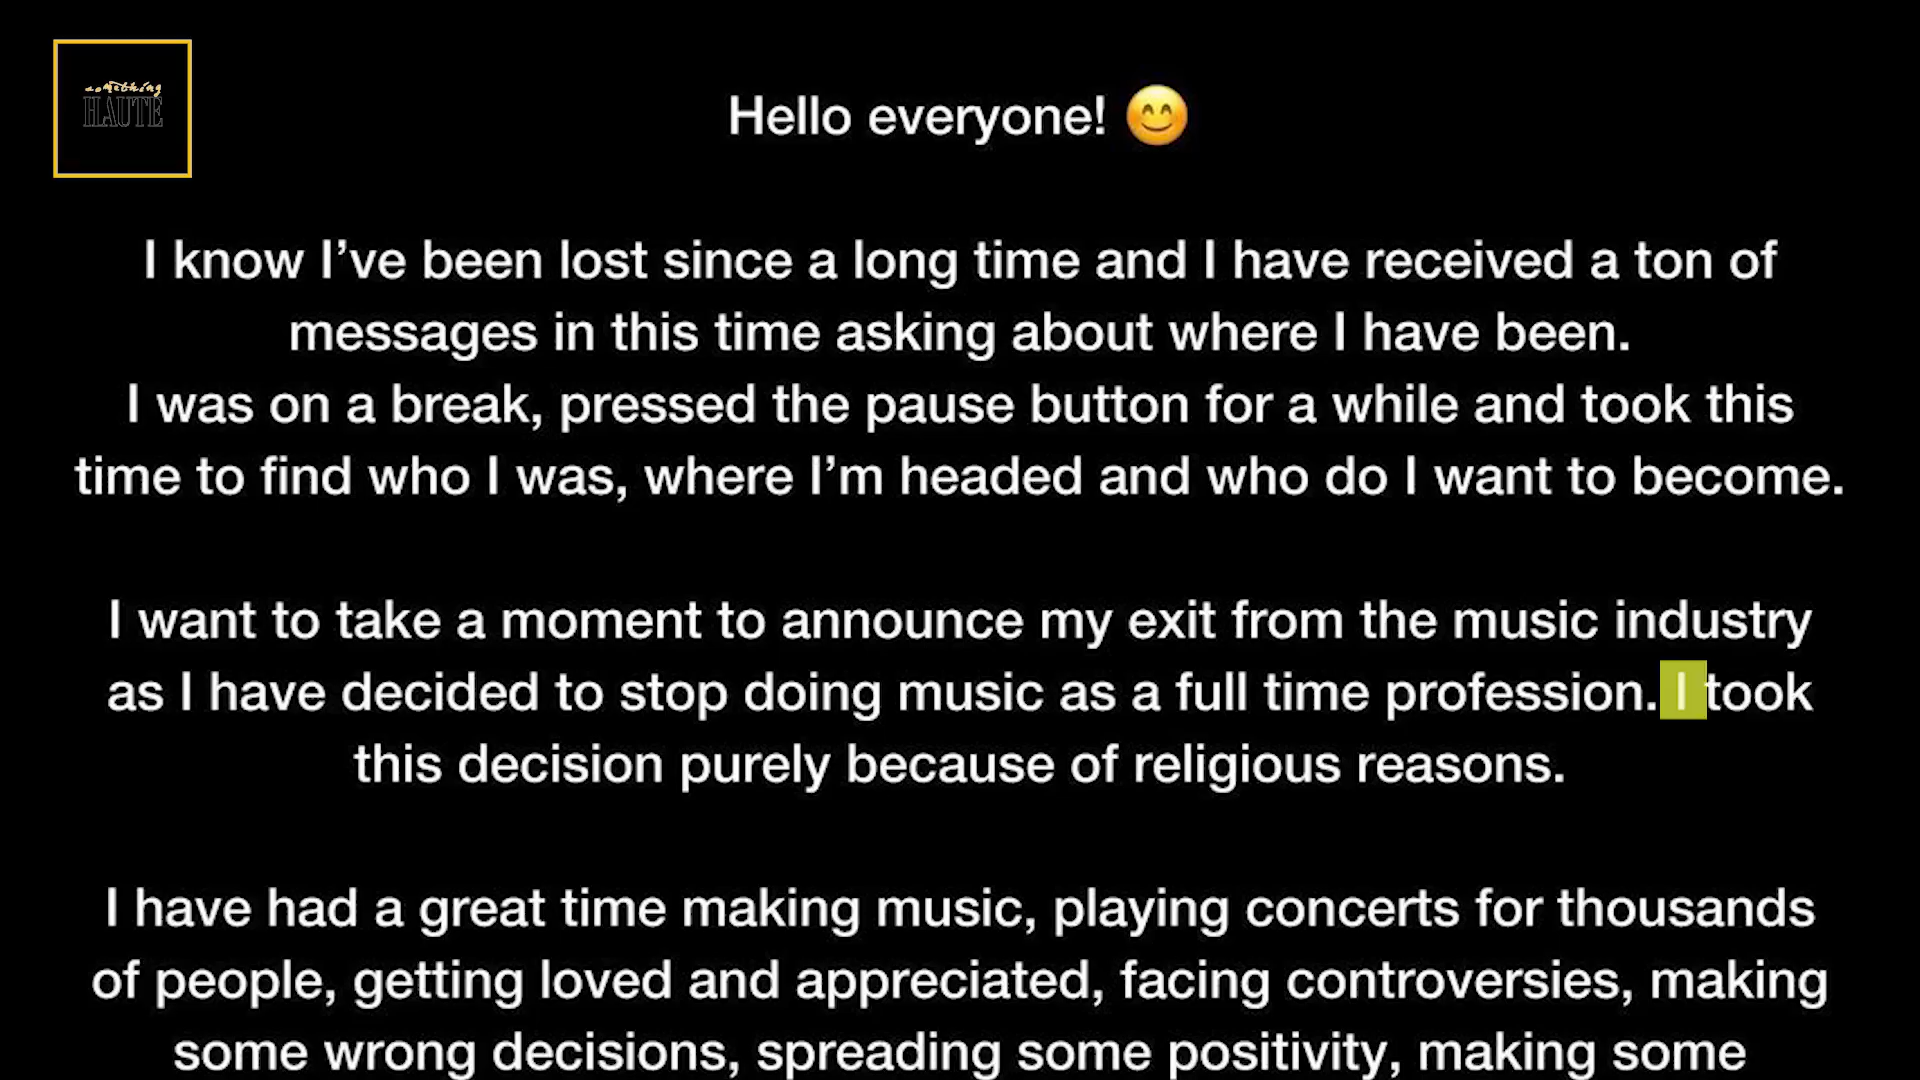 something
HAUTE
Hello everyone! 😊
I know I’ve been lost since a long time and I have received a ton of
messages in this time asking about where I have been.
I was on a break, pressed the pause button for a while and took this
time to find who I was, where I’m headed and who do I want to become.
I want to take a moment to announce my exit from the music industry
as I have decided to stop doing music as a full time profession. I took
this decision purely because of religious reasons.
I have had a great time making music, playing concerts for thousands
of people, getting loved and appreciated, facing controversies, making
some wrong decisions, spreading some positivity, making some